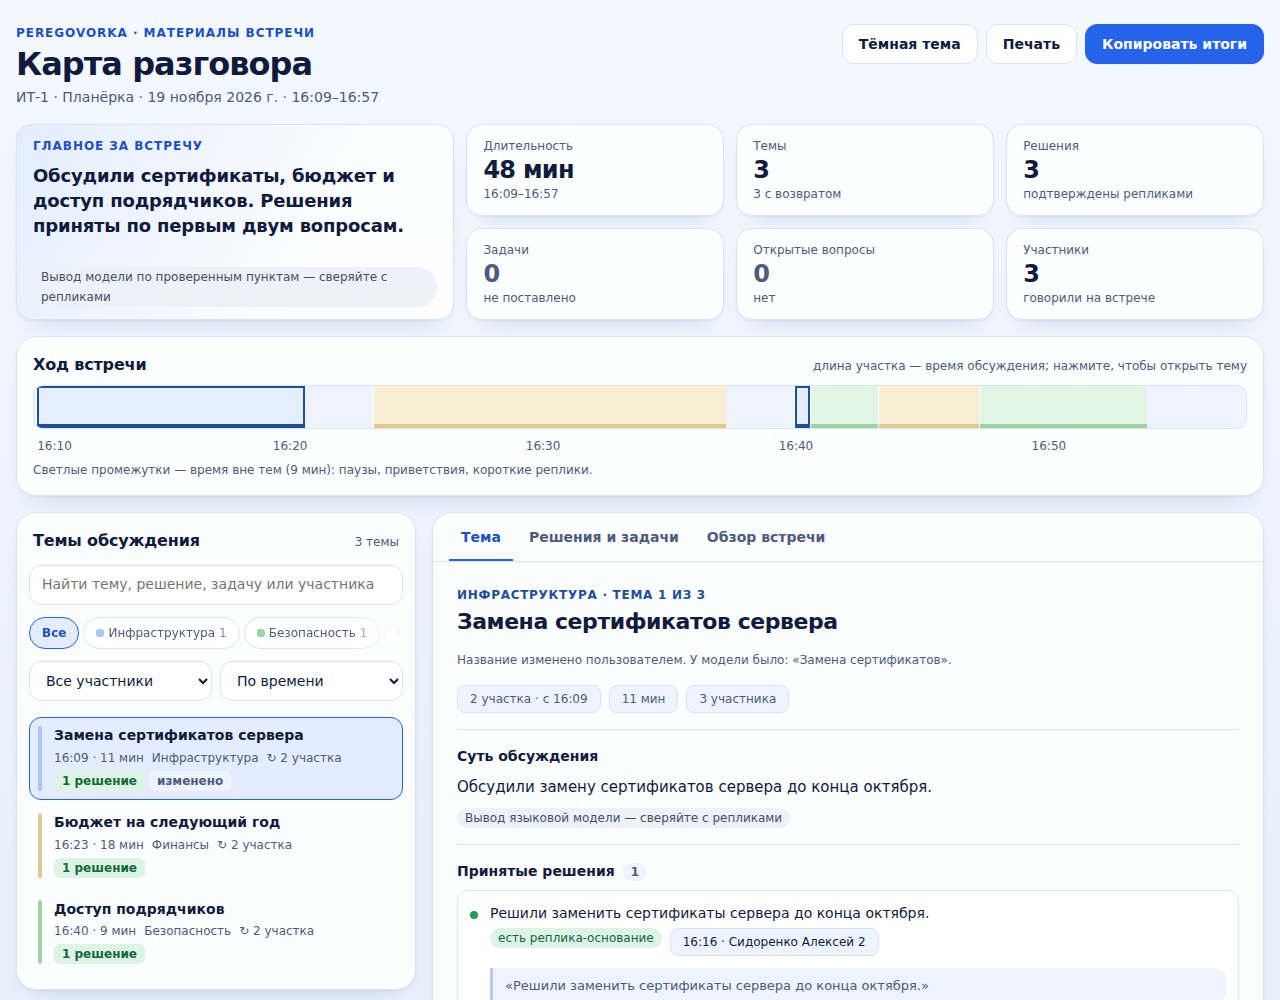 PEREGOVORKA · МАТЕРИАЛЫ ВСТРЕЧИ
Карта разговора
ИТ-1 · Планёрка · 19 ноября 2026 г. · 16:09–16:57
Тёмная тема
Печать
Копировать итоги
ГЛАВНОЕ ЗА ВСТРЕЧУ
Обсудили сертификаты, бюджет и
доступ подрядчиков. Решения
приняты по первым двум вопросам.
Вывод модели по проверенным пунктам — сверяйте с
репликами
Длительность
48 мин
16:09–16:57
Темы
3
3 с возвратом
Решения
3
подтверждены репликами
Задачи
0
не поставлено
Открытые вопросы
0
нет
Участники
3
говорили на встрече
Ход встречи
длина участка — время обсуждения; нажмите, чтобы открыть тему
16:10
16:20
16:30
16:40
16:50
Светлые промежутки — время вне тем (9 мин): паузы, приветствия, короткие реплики.
Темы обсуждения
3 темы
Найти тему, решение, задачу или участника
Все
Инфраструктура 1
Безопасность 1
Все участники
По времени
Замена сертификатов сервера
16:09 · 11 мин Инфраструктура ↻ 2 участка
1 решение изменено
Бюджет на следующий год
16:23 · 18 мин Финансы ↻ 2 участка
1 решение
Доступ подрядчиков
16:40 · 9 мин Безопасность ↻ 2 участка
1 решение
Тема
Решения и задачи
Обзор встречи
ИНФРАСТРУКТУРА · ТЕМА 1 ИЗ 3
Замена сертификатов сервера
Название изменено пользователем. У модели было: «Замена сертификатов».
2 участка · с 16:09
11 мин
3 участника
Суть обсуждения
Обсудили замену сертификатов сервера до конца октября.
Вывод языковой модели — сверяйте с репликами
Принятые решения 1
Решили заменить сертификаты сервера до конца октября.
есть реплика-основание
16:16 · Сидоренко Алексей 2
«Решили заменить сертификаты сервера до конца октября.»